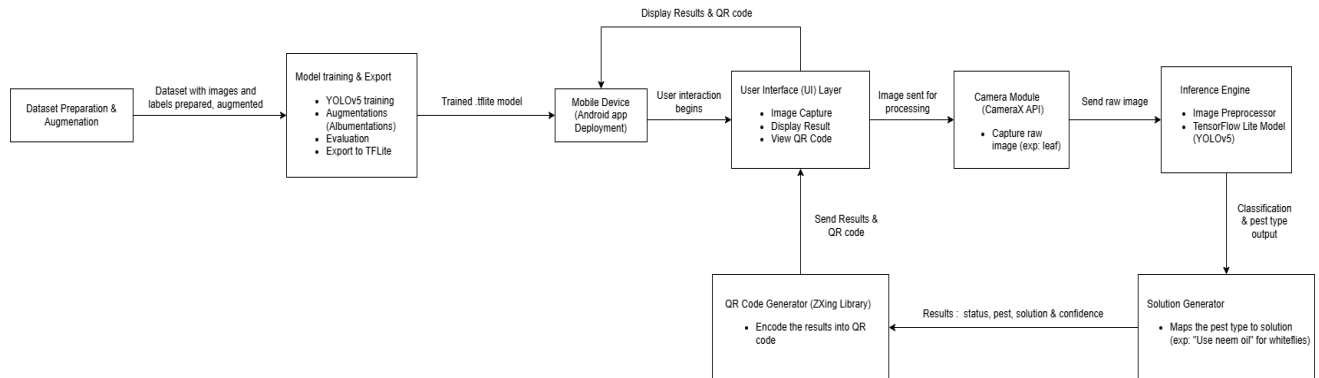 Display Results & QR code
Dataset Preparation &
Augmenation
Dataset with images and
labels prepared, augmented
Model training & Export
• YOLOv5 training
• Augmentations
(Albumentations)
• Evaluation
• Export to TFLite
Trained .tflite model
Mobile Device
(Android app
Deployment)
User interaction
begins
User Interface (UI) Layer
• Image Capture
• Display Result
• View QR Code
Image sent for
processing
Camera Module
(CameraX API)
• Capture raw
image (exp: leaf)
Send raw image
Inference Engine
• Image Preprocessor
• TensorFlow Lite Model
(YOLOv5)
Classification
& pest type
output
Send Results &
QR code
QR Code Generator (ZXing Library)
• Encode the results into QR
code
Results : status, pest, solution & confidence
Solution Generator
• Maps the pest type to solution
(exp: "Use neem oil" for whiteflies)